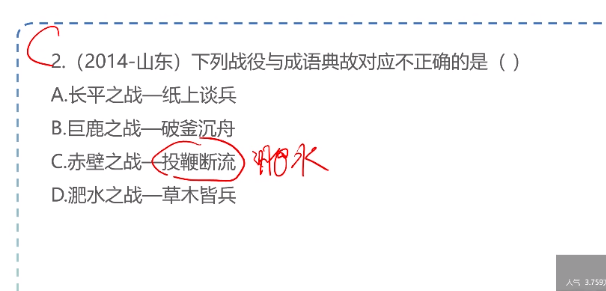 2.（2014-山东）下列战役与成语典故对应不正确的是（ ）
A.长平之战—纸上谈兵
B.巨鹿之战—破釜沉舟
C.赤壁之战—投鞭断流 淝水
D.淝水之战—草木皆兵
人气 3.759